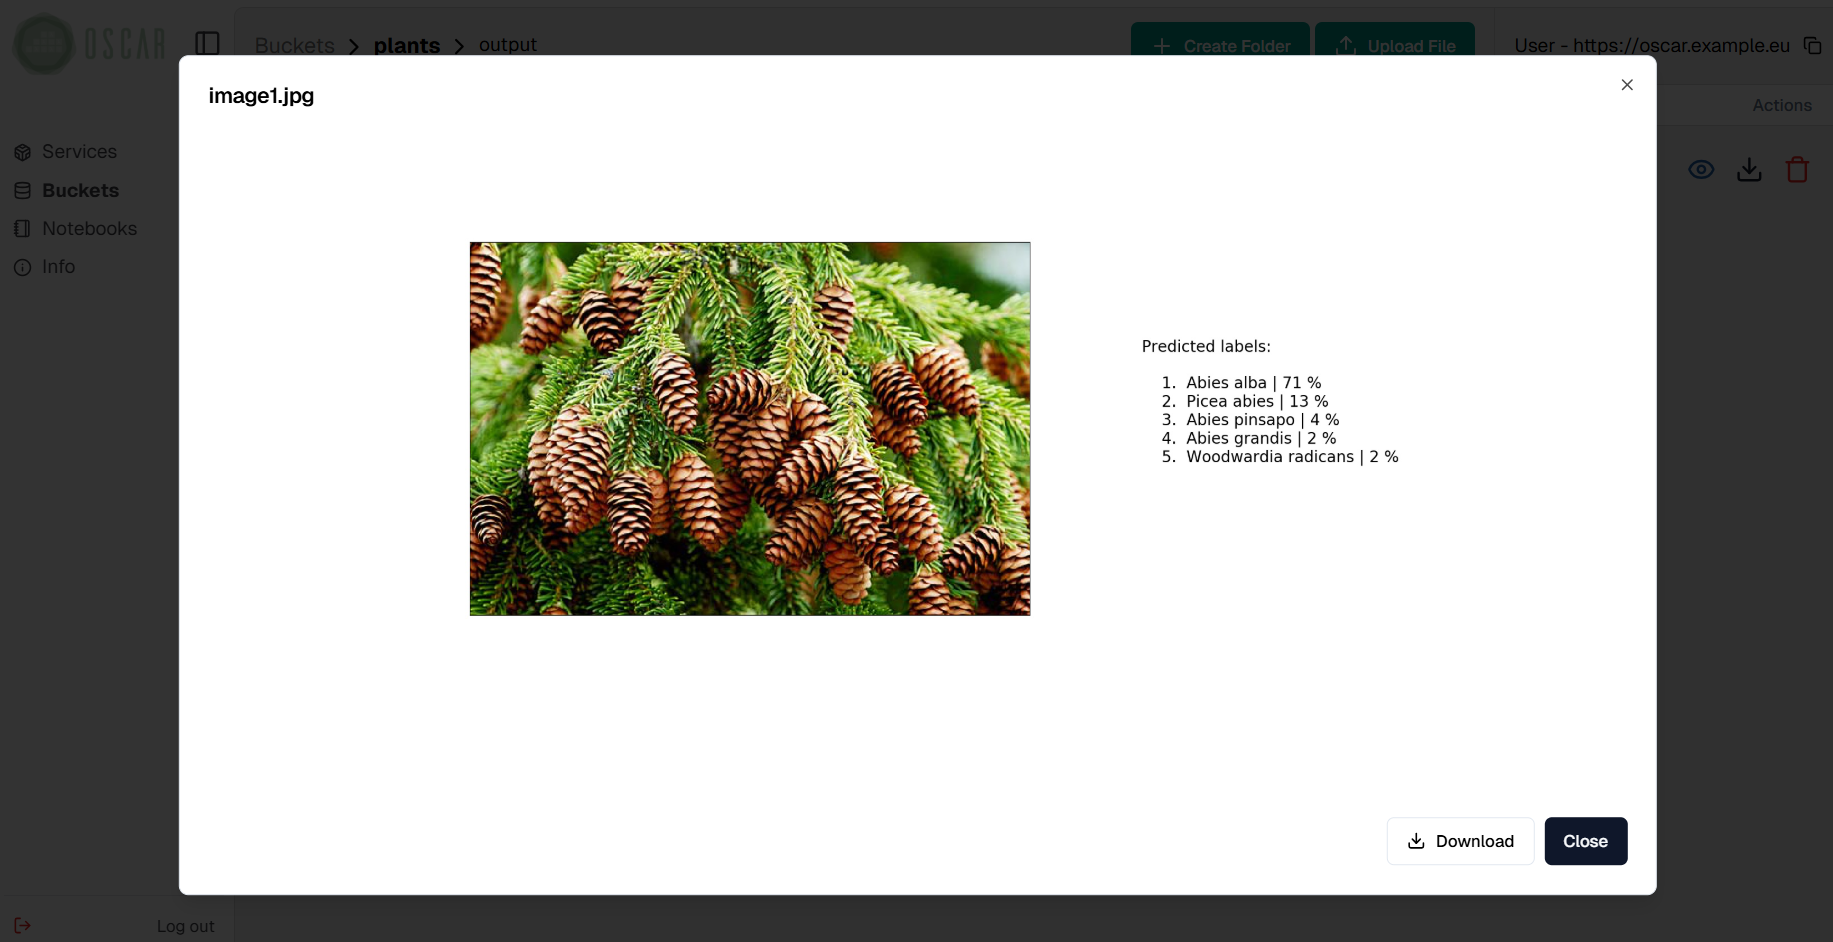 OSCAR
Buckets > plants > output
Create Folder
Upload File
User - https://oscar.example.eu
image1.jpg
Actions
Services
Buckets
Notebooks
Info
Predicted labels:
1. Abies alba | 71 %
2. Picea abies | 13 %
3. Abies pinsapo | 4 %
4. Abies grandis | 2 %
5. Woodwardia radicans | 2 %
Download
Close
Log out